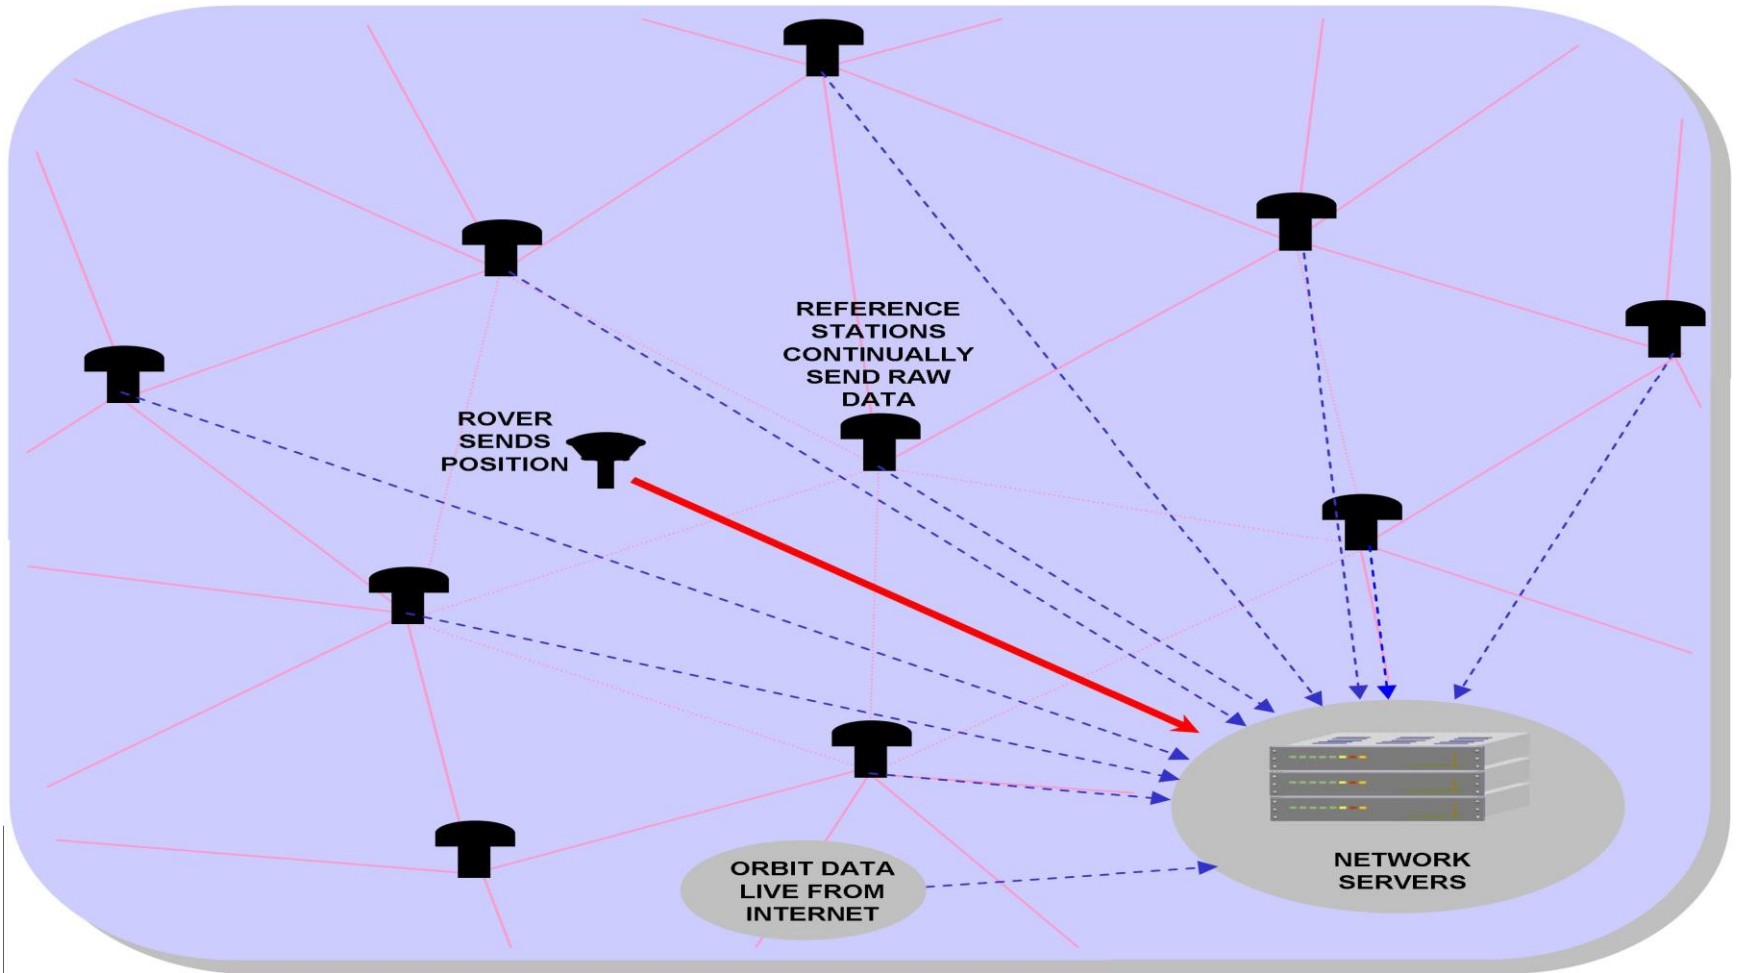 REFERENCE
STATIONS
CONTINUALLY
SEND RAW
DATA
ROVER
SENDS
POSITION
ORBIT DATA
LIVE FROM
INTERNET
NETWORK
SERVERS